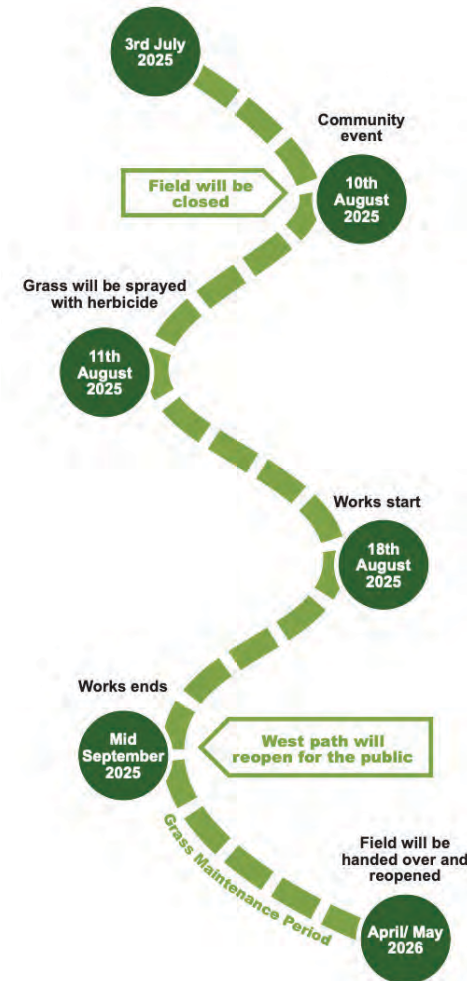 3rd July
2025
Community
event
10th
August
2025
Field will be
closed
Grass will be sprayed
with herbicide
11th
August
2025
Works start
18th
August
2025
Works ends
Mid
September
2025
West path will
reopen for the public
Grass Maintenance Period
Field will be
handed over and
reopened
April/ May
2026